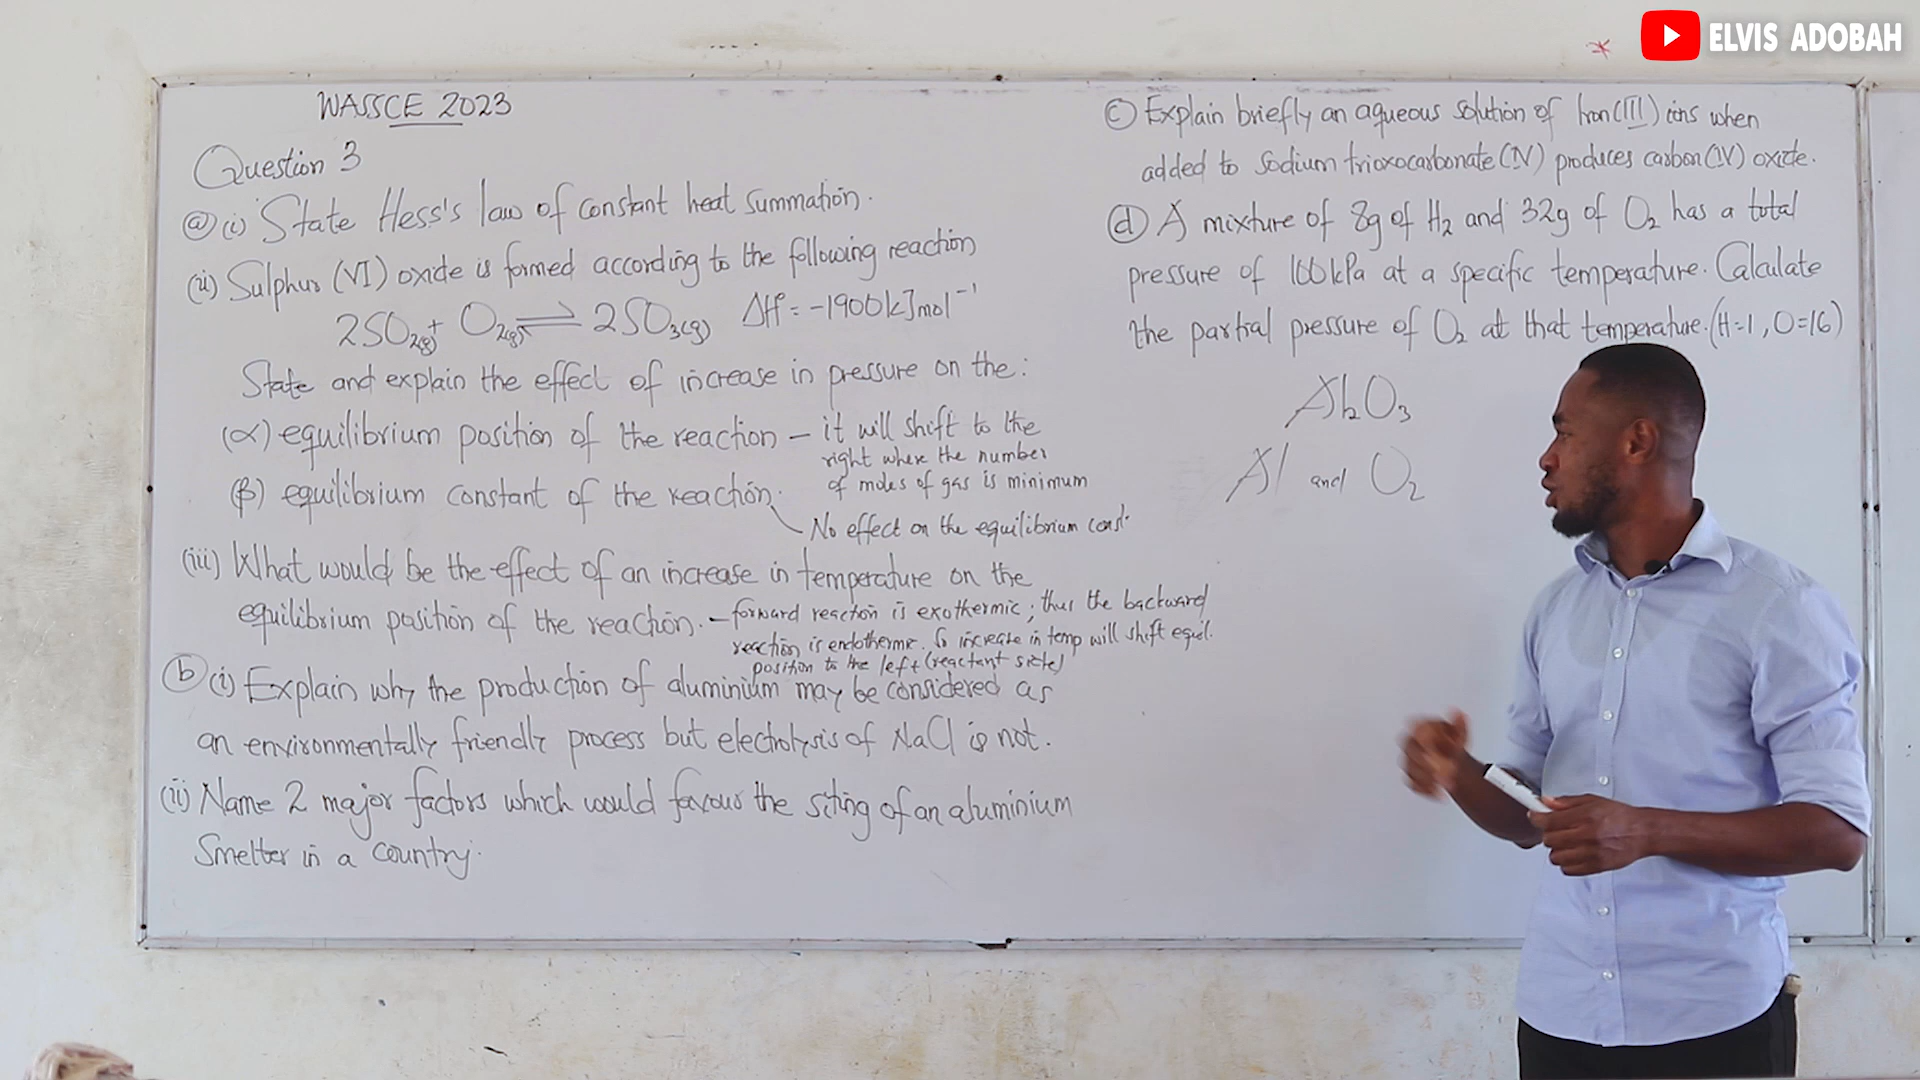 ELVIS ADOBAH
WASSCE 2023
Question 3
(a) (i) State Hess's law of constant heat summation.
(ii) Sulphur (VI) oxide is formed according to the following reaction
2SO2(g) + O2(g) ⇌ 2SO3(g) ΔHº = -1900kJmol⁻¹
State and explain the effect of increase in pressure on the:
(α) equilibrium position of the reaction – it will shift to the
right where the number
of moles of gas is minimum
(β) equilibrium constant of the reaction.
No effect on the equilibrium const.
(iii) What would be the effect of an increase in temperature on the
equilibrium position of the reaction. – forward reaction is exothermic; thus the backward
reaction is endothermic. So increase in temp will shift equil.
position to the left (reactant side)
(b) (i) Explain why the production of aluminium may be considered as
an environmentally friendly process but electrolysis of NaCl is not.
(ii) Name 2 major factors which would favour the siting of an aluminium
Smelter in a country.
(c) Explain briefly an aqueous solution of Iron(III) ions when
added to sodium trioxocarbonate(IV) produces carbon(IV) oxide.
(d) A mixture of 8g of H2 and 32g of O2 has a total
pressure of 100kPa at a specific temperature. Calculate
the partial pressure of O2 at that temperature. (H=1, O=16)
Al2O3
Al and O2